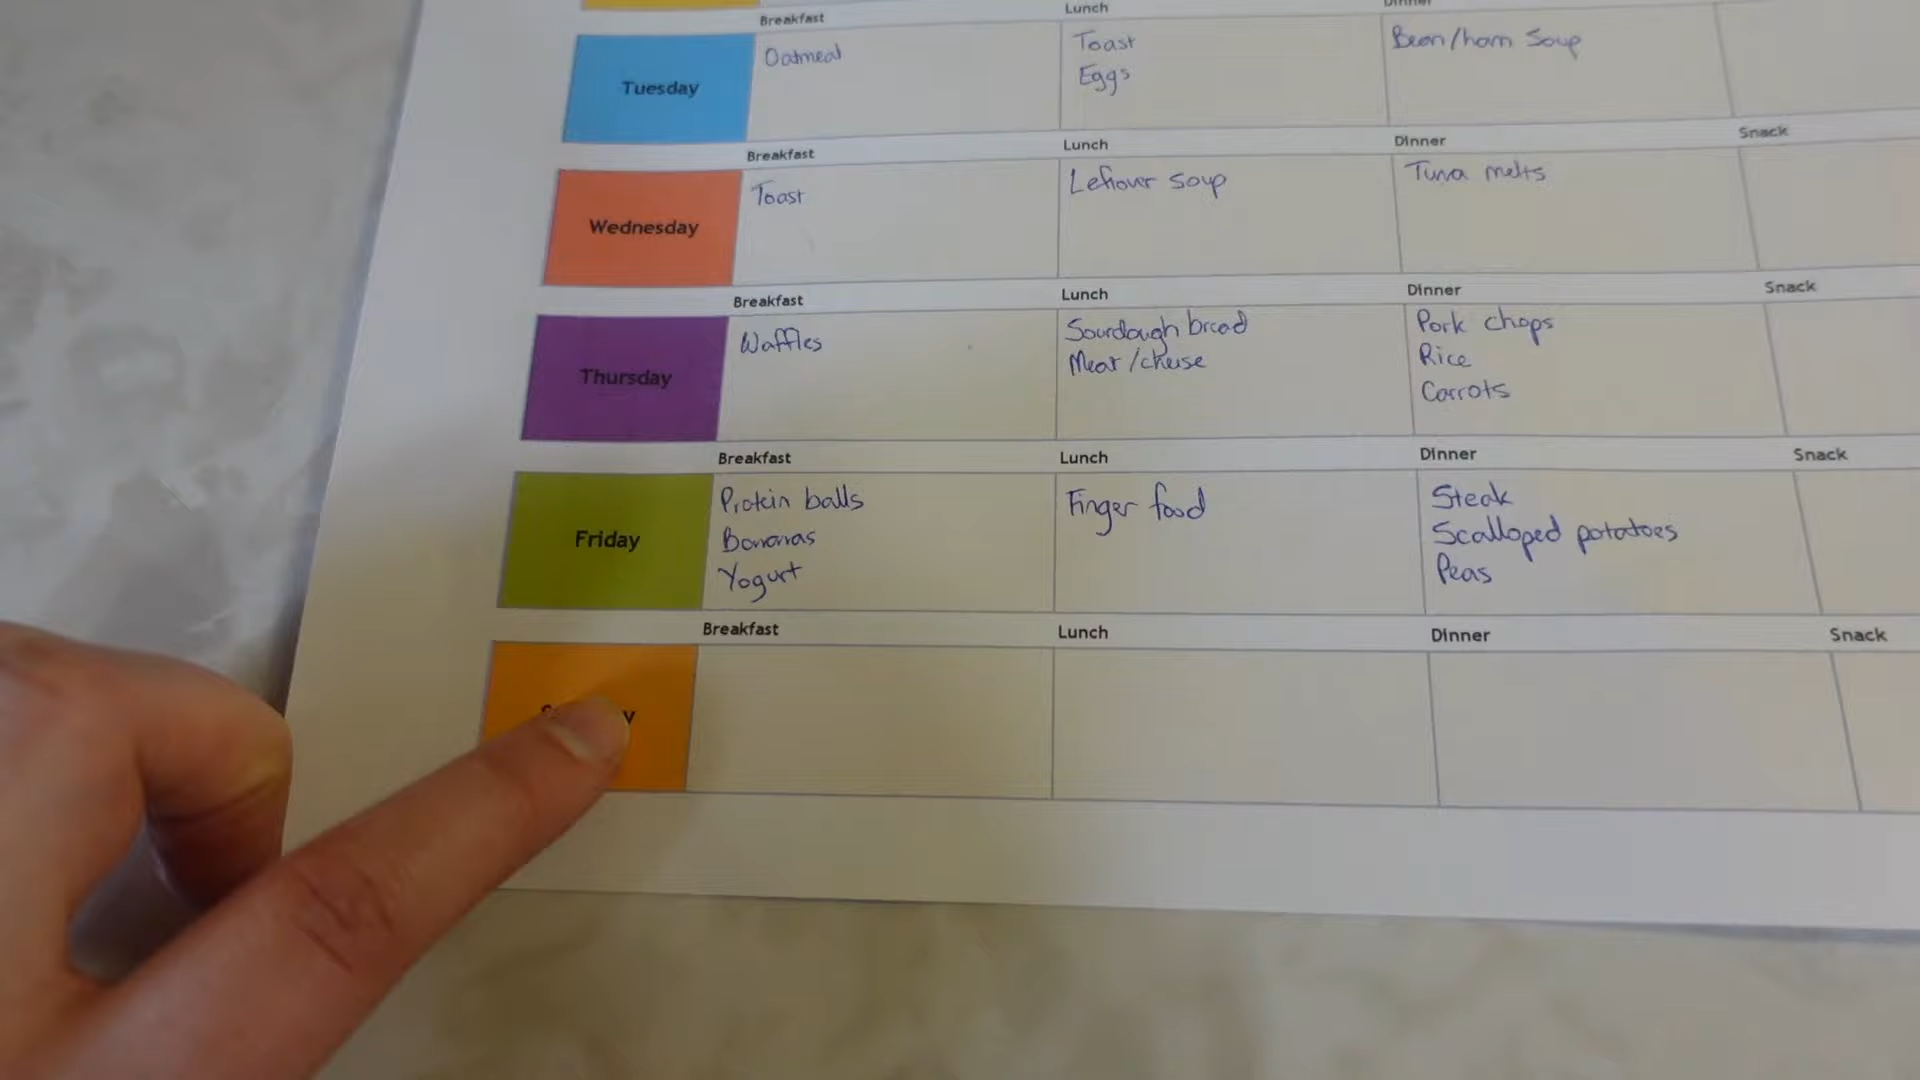 Breakfast Lunch Dinner
Tuesday
Oatmeal
Toast
Eggs
Bean/ham Soup
Breakfast Lunch Dinner Snack
Wednesday
Toast
Leftover soup
Tuna melts
Breakfast Lunch Dinner Snack
Thursday
Waffles
Sourdough bread
Meat/cheese
Pork chops
Rice
Carrots
Breakfast Lunch Dinner Snack
Friday
Protein balls
Bananas
Yogurt
Finger food
Steak
Scalloped potatoes
Peas
Breakfast Lunch Dinner Snack